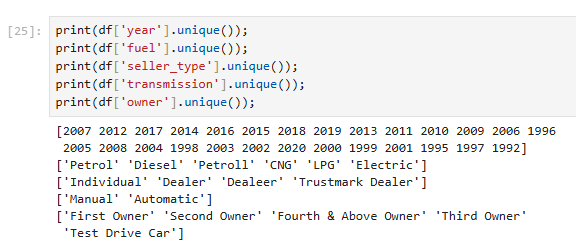 [25]:
print(df['year'].unique());
print(df['fuel'].unique());
print(df['seller_type'].unique());
print(df['transmission'].unique());
print(df['owner'].unique());
[2007 2012 2017 2014 2016 2015 2018 2019 2013 2011 2010 2009 2006 1996
2005 2008 2004 1998 2003 2002 2020 2000 1999 2001 1995 1997 1992]
['Petrol' 'Diesel' 'Petroll' 'CNG' 'LPG' 'Electric']
['Individual' 'Dealer' 'Dealeer' 'Trustmark Dealer']
['Manual' 'Automatic']
['First Owner' 'Second Owner' 'Fourth & Above Owner' 'Third Owner'
'Test Drive Car']